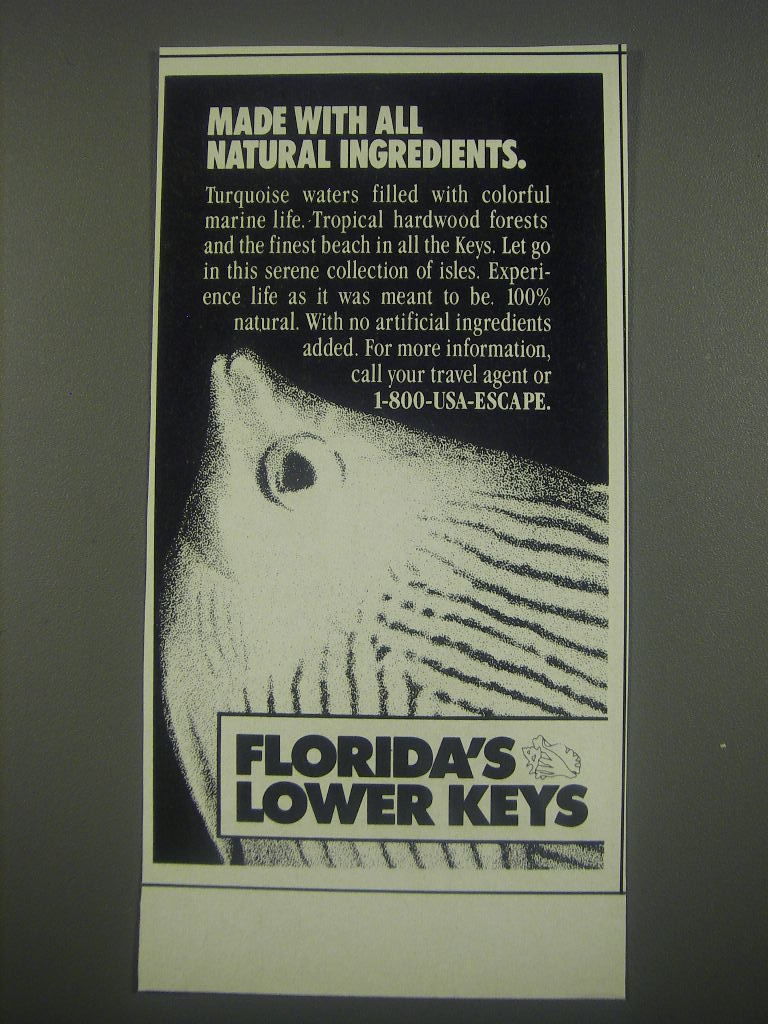 MADE WITH ALL
NATURAL INGREDIENTS.
Turquoise waters filled with colorful
marine life. Tropical hardwood forests
and the finest beach in all the Keys. Let go
in this serene collection of isles. Experi-
ence life as it was meant to be. 100%
natural. With no artificial ingredients
added. For more information,
call your travel agent or
1-800-USA-ESCAPE.
FLORIDA'S
LOWER KEYS